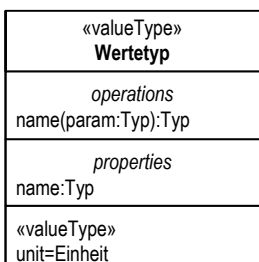 «valueType»
Wertetyp
operations
name(param:Typ):Typ
properties
name:Typ
«valueType»
unit=Einheit